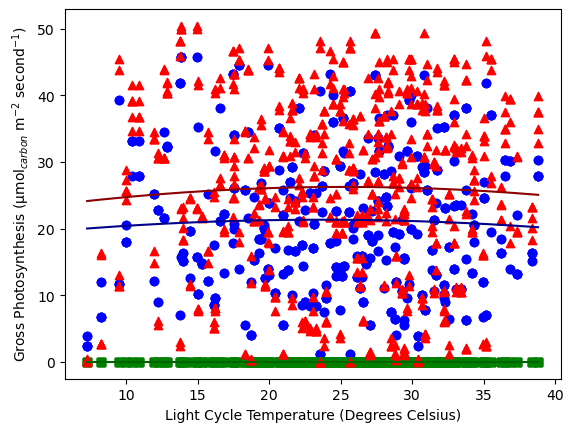 50
40
30
20
10
0
Gross Photosynthesis (μmol$_{carbon}$ m$^{-2}$ second$^{-1}$)
10 15 20 25 30 35 40
Light Cycle Temperature (Degrees Celsius)